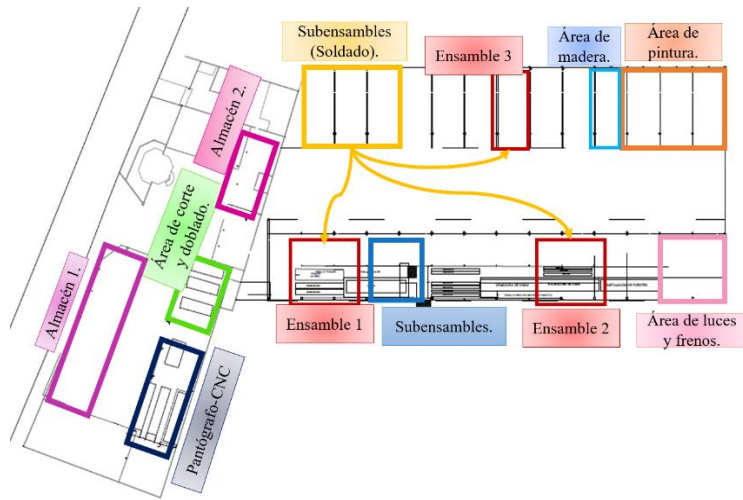 Subensambles
(Soldado).
Ensamble 3
Área de
madera.
Área de
pintura.
Almacén 2.
Área de corte
y doblado.
Almacén 1.
Pantógrafo-CNC
Ensamble 1
Subensambles.
Ensamble 2
Área de luces
y frenos.